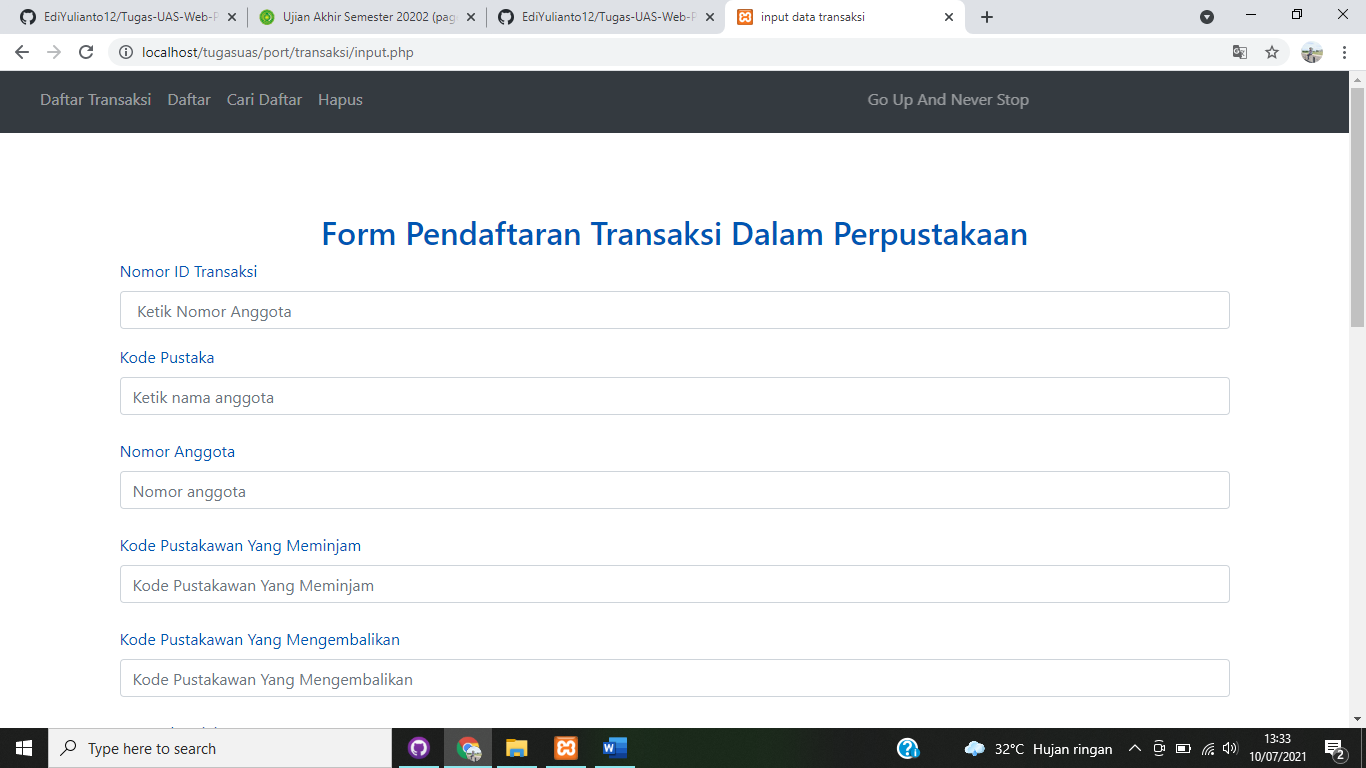 EdiYulianto12/Tugas-UAS-Web-P
Ujian Akhir Semester 20202 (pag
EdiYulianto12/Tugas-UAS-Web-P
input data transaksi
localhost/tugasuas/port/transaksi/input.php
Daftar Transaksi Daftar Cari Daftar Hapus Go Up And Never Stop
Form Pendaftaran Transaksi Dalam Perpustakaan
Nomor ID Transaksi
Ketik Nomor Anggota
Kode Pustaka
Ketik nama anggota
Nomor Anggota
Nomor anggota
Kode Pustakawan Yang Meminjam
Kode Pustakawan Yang Meminjam
Kode Pustakawan Yang Mengembalikan
Kode Pustakawan Yang Mengembalikan
Type here to search
32°C Hujan ringan
13:33
10/07/2021
2